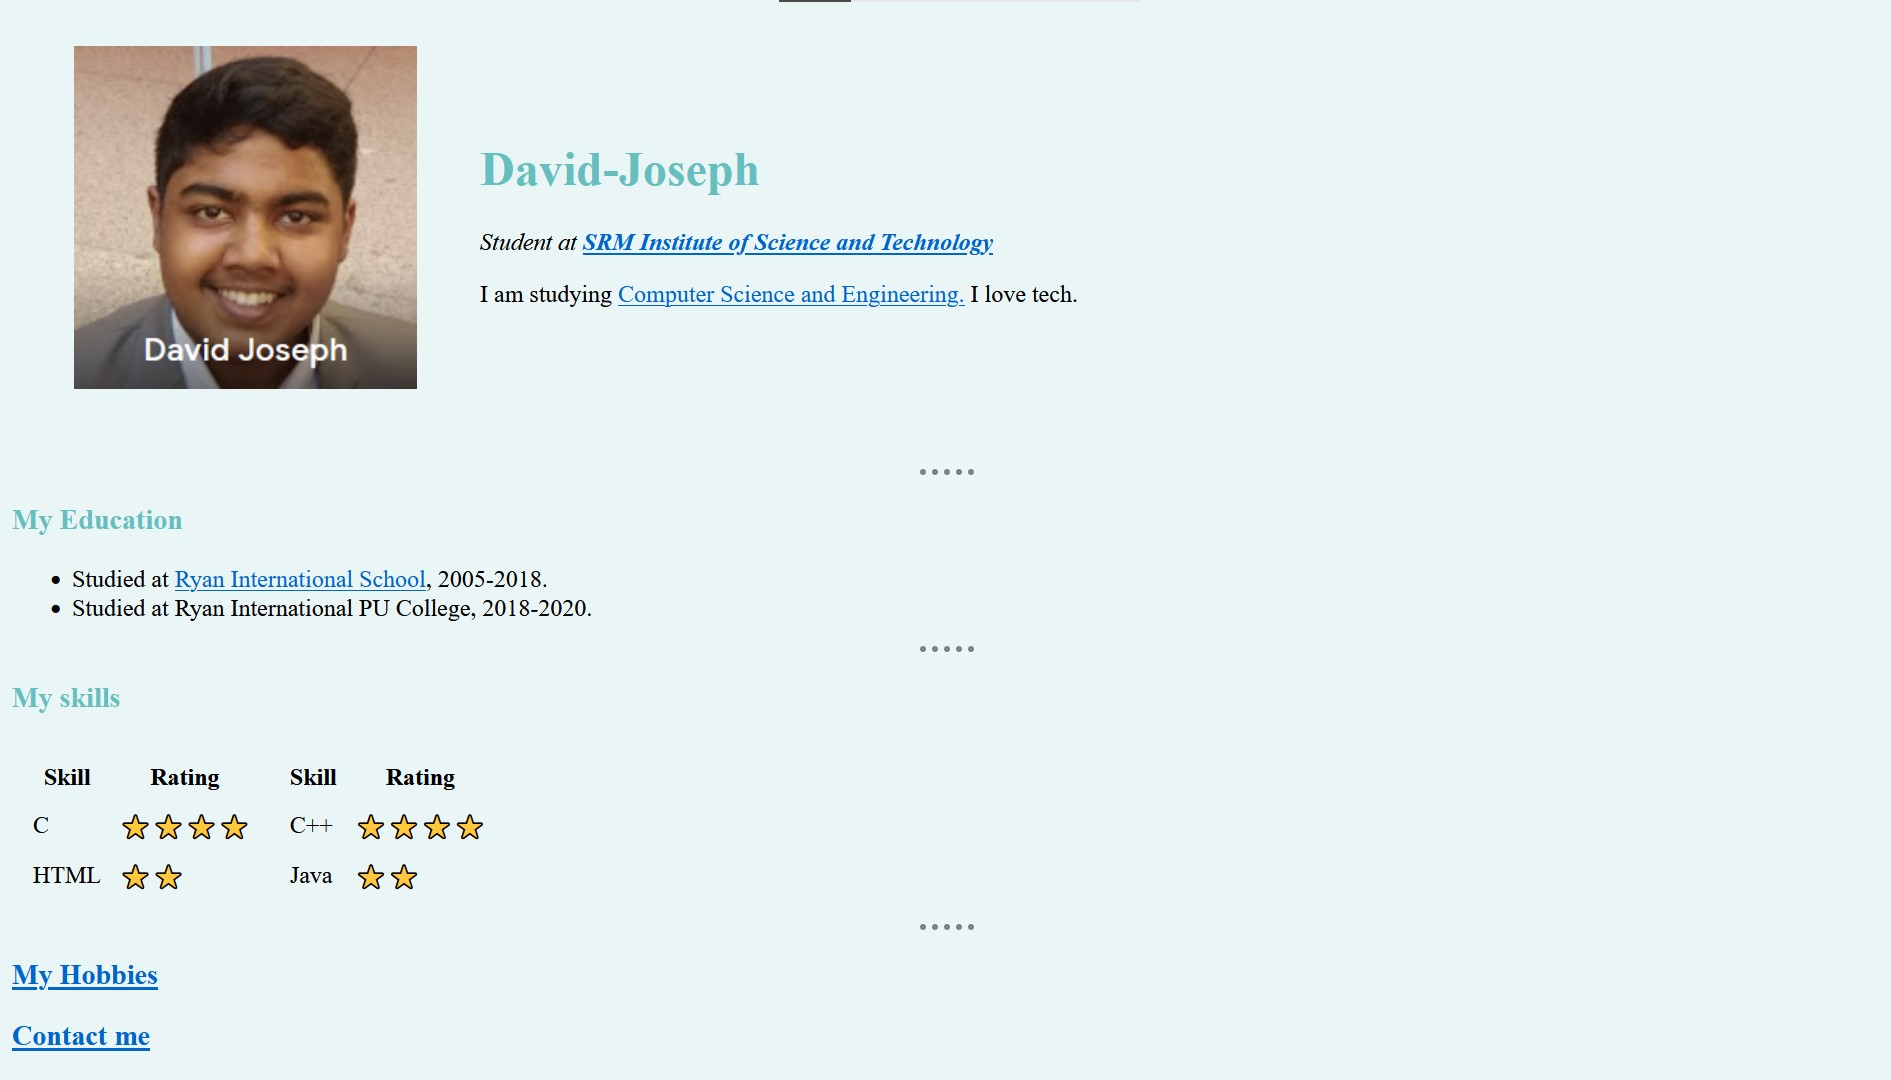 David Joseph
David-Joseph
Student at SRM Institute of Science and Technology
I am studying Computer Science and Engineering. I love tech.
My Education
Studied at Ryan International School, 2005-2018.
Studied at Ryan International PU College, 2018-2020.
My skills
Skill Rating Skill Rating
C C++
HTML Java
My Hobbies
Contact me